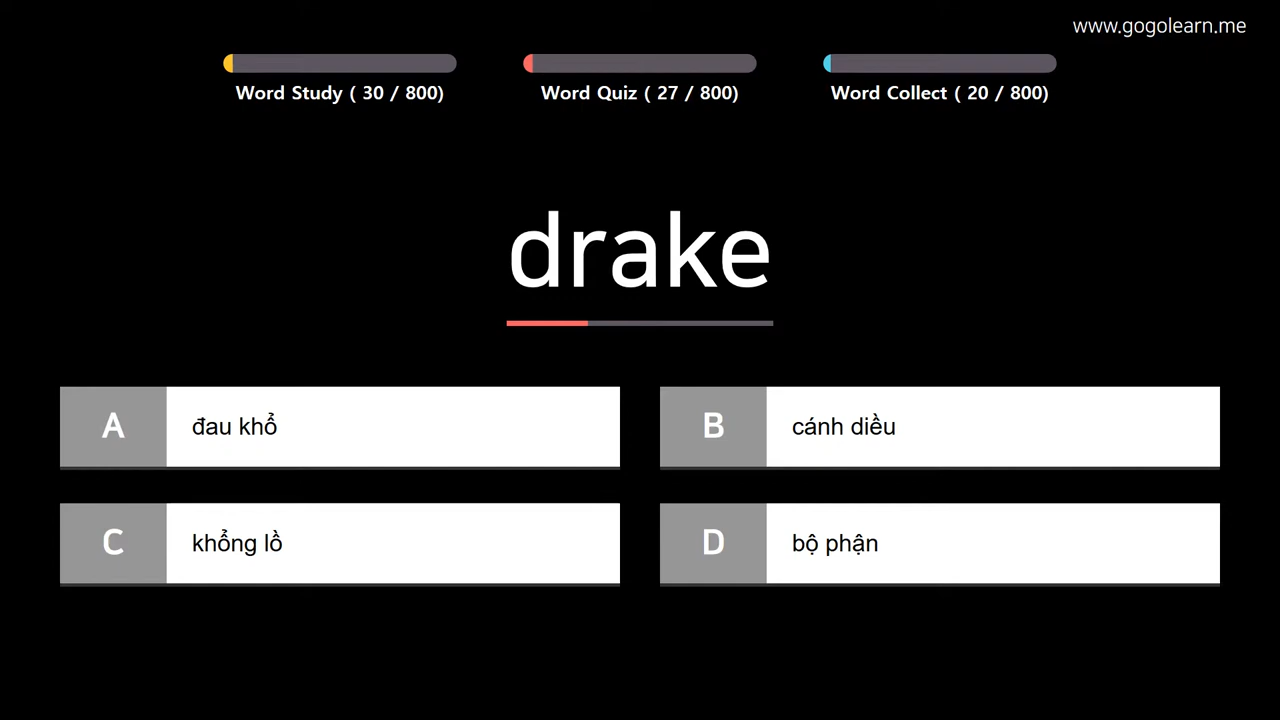 www.gogolearn.me
Word Study ( 30 / 800)
Word Quiz ( 27 / 800)
Word Collect ( 20 / 800)
drake
A
đau khổ
B
cánh diều
C
khổng lồ
D
bộ phận